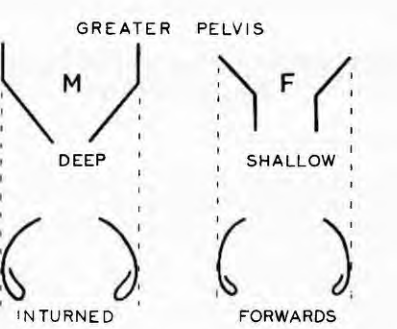 GREATER PELVIS
M F
DEEP SHALLOW
INTURNED FORWARDS